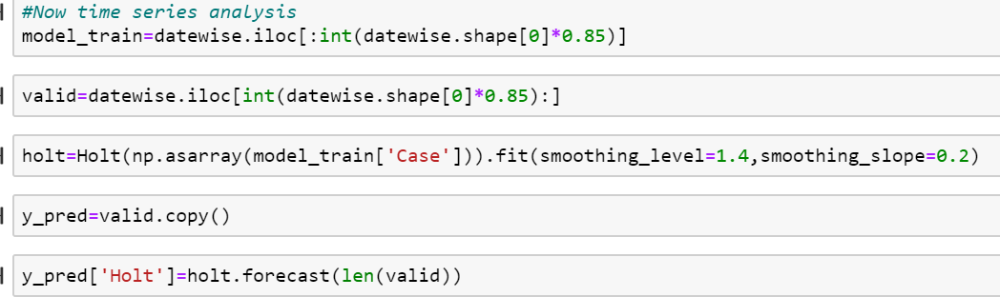 #Now time series analysis
model_train=datewise.iloc[:int(datewise.shape[0]*0.85)]
valid=datewise.iloc[int(datewise.shape[0]*0.85):]
holt=Holt(np.asarray(model_train['Case'])).fit(smoothing_level=1.4,smoothing_slope=0.2)
y_pred=valid.copy()
y_pred['Holt']=holt.forecast(len(valid))